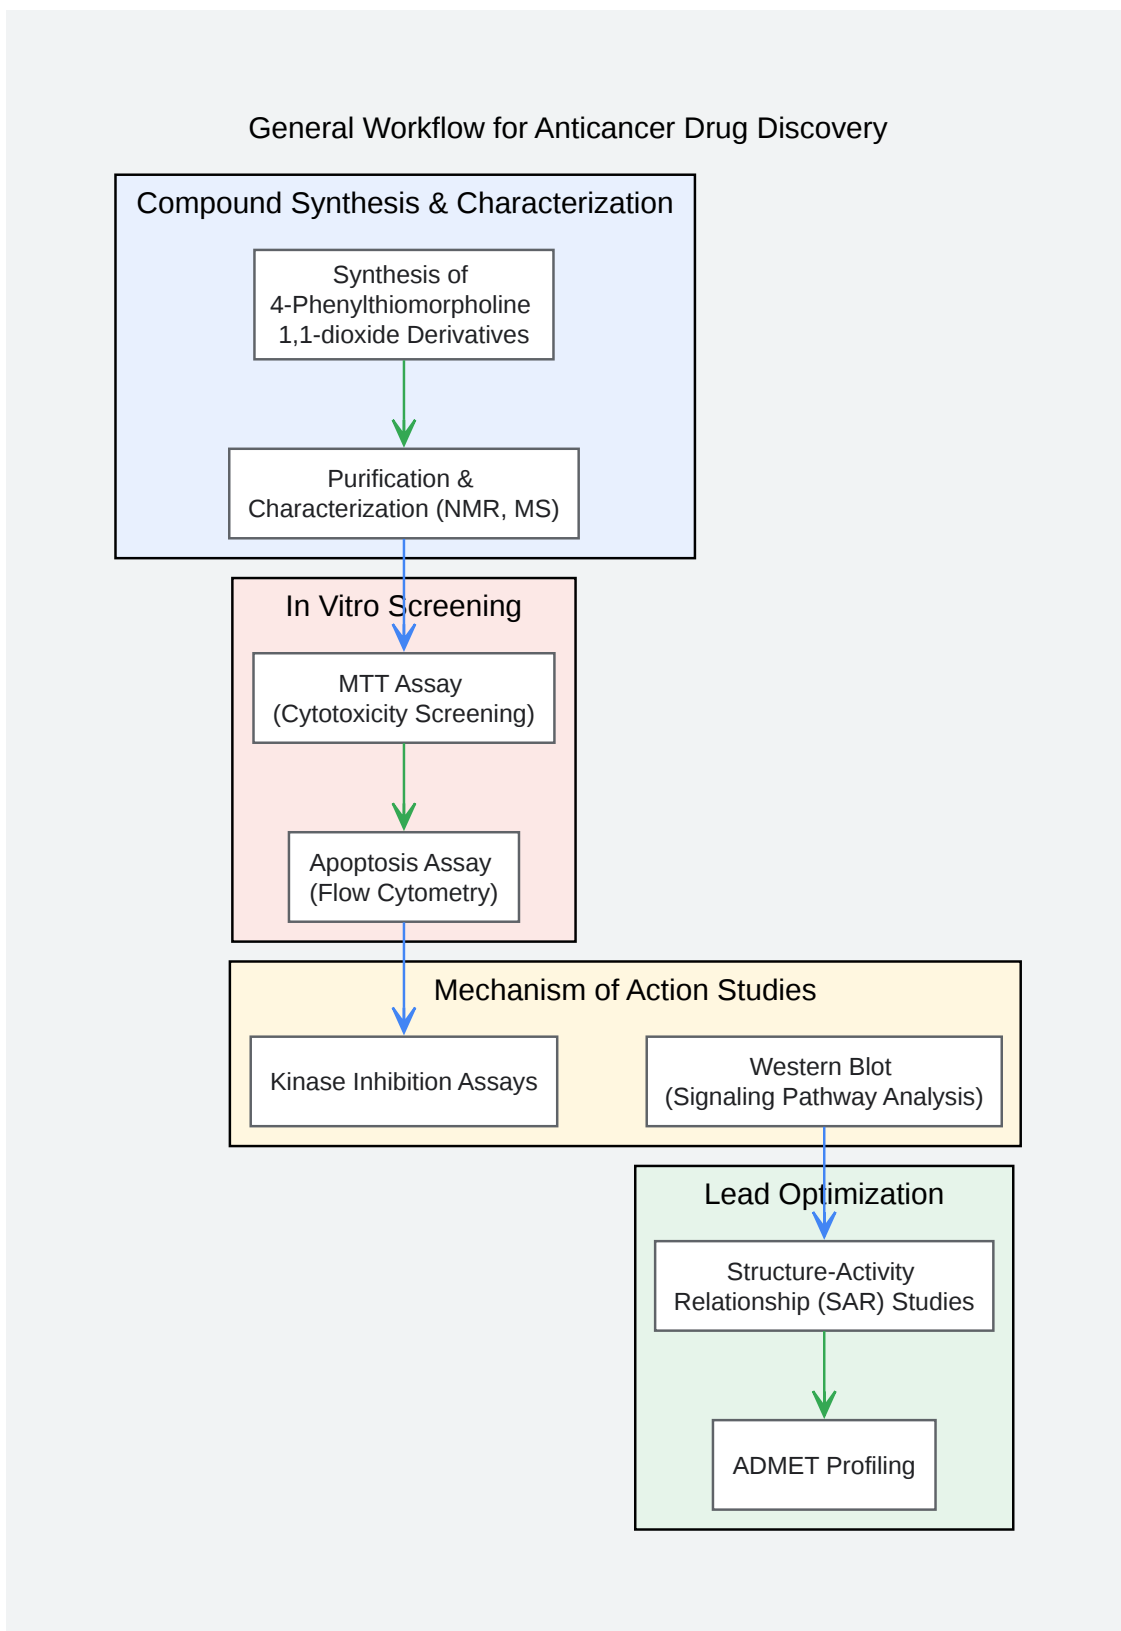 General Workflow for Anticancer Drug Discovery
Compound Synthesis & Characterization
Synthesis of
4-Phenylthiomorpholine
1,1-dioxide Derivatives
Purification &
Characterization (NMR, MS)
In Vitro Screening
MTT Assay
(Cytotoxicity Screening)
Apoptosis Assay
(Flow Cytometry)
Mechanism of Action Studies
Kinase Inhibition Assays
Western Blot
(Signaling Pathway Analysis)
Lead Optimization
Structure-Activity
Relationship (SAR) Studies
ADMET Profiling